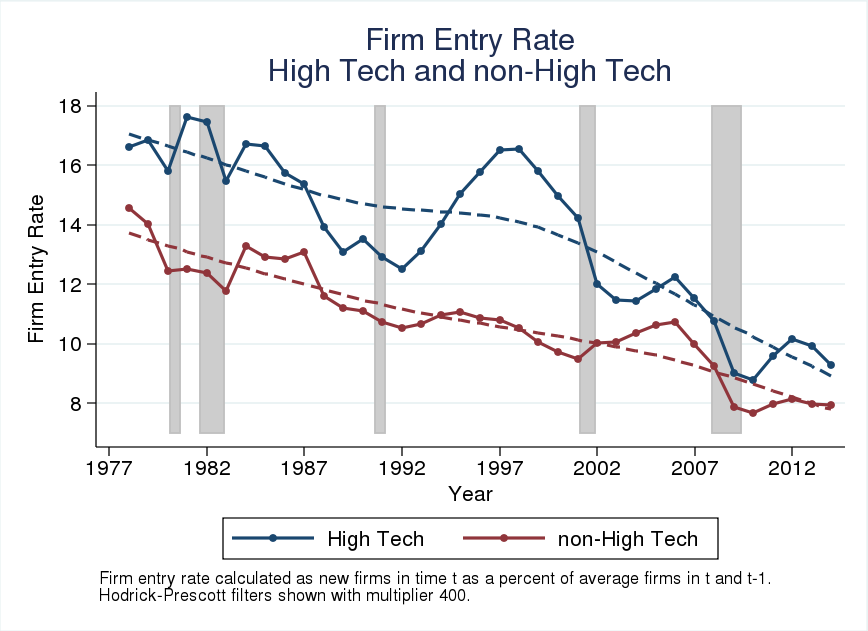 Firm Entry Rate
High Tech and non-High Tech
Firm Entry Rate
18
16
14
12
10
8
1977 1982 1987 1992 1997 2002 2007 2012
Year
High Tech non-High Tech
Firm entry rate calculated as new firms in time t as a percent of average firms in t and t-1.
Hodrick-Prescott filters shown with multiplier 400.